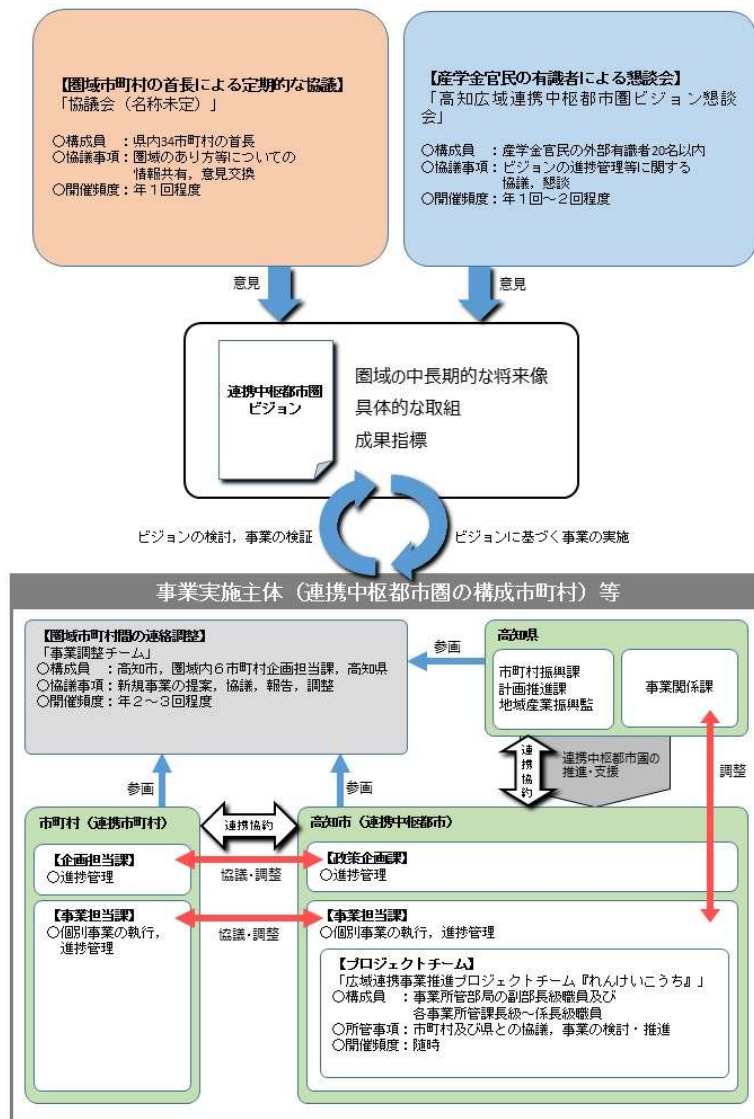 【圏域市町村の首長による定期的な協議】
「協議会（名称未定）」
○構成員　：県内34市町村の首長
○協議事項：圏域のあり方等についての
情報共有，意見交換
○開催頻度：年１回程度
【産学金官民の有識者による懇談会】
「高知広域連携中枢都市圏ビジョン懇談
会」
○構成員　：産学金官民の外部有識者20名以内
○協議事項：ビジョンの進捗管理等に関する
協議，懇談
○開催頻度：年１回～２回程度
意見
意見
連携中枢都市圏
ビジョン
圏域の中長期的な将来像
具体的な取組
成果指標
ビジョンの検討，事業の検証
ビジョンに基づく事業の実施
事業実施主体（連携中枢都市圏の構成市町村）等
【圏域市町村間の連絡調整】
「事業調整チーム」
○構成員　：高知市，圏域内６市町村企画担当課，高知県
○協議事項：新規事業の提案，協議，報告，調整
○開催頻度：年２～３回程度
参画
高知県
市町村振興課
計画推進課
地域産業振興監
事業関係課
連携協約
連携中枢都市圏の
推進・支援
調整
参画
参画
市町村（連携市町村）
連携協約
高知市（連携中枢都市）
【企画担当課】
○進捗管理
協議・調整
【政策企画課】
○進捗管理
【事業担当課】
○個別事業の執行，
進捗管理
協議・調整
【事業担当課】
○個別事業の執行，進捗管理
【プロジェクトチーム】
「広域連携事業推進プロジェクトチーム『れんけいこうち』」
○構成員　：事業所管部局の副部長級職員及び
各事業所管課長級～係長級職員
○所管事項：市町村及び県との協議，事業の検討・推進
○開催頻度：随時